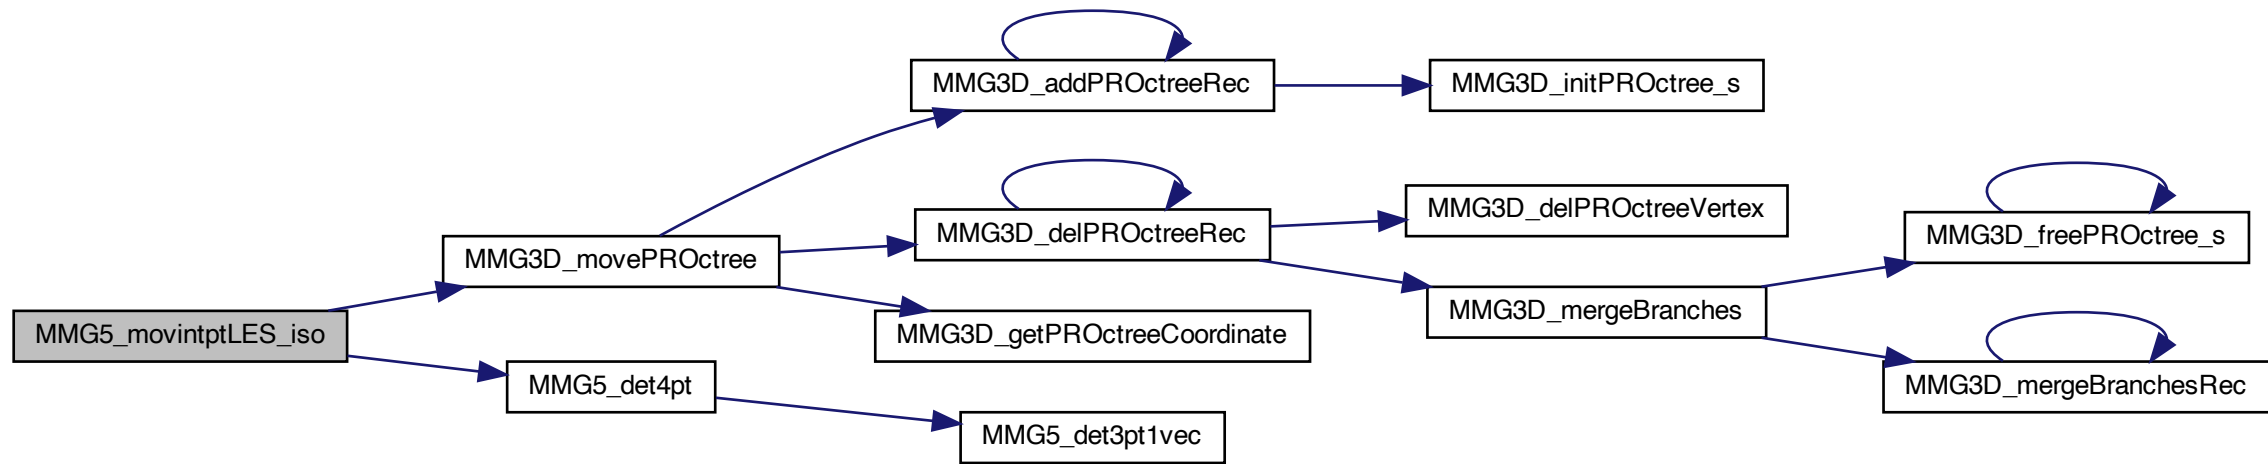 MMG3D_addPROctreeRec
MMG3D_initPROctree_s
MMG3D_delPROctreeVertex
MMG3D_delPROctreeRec
MMG3D_freePROctree_s
MMG3D_movePROctree
MMG3D_mergeBranches
MMG5_movintptLES_iso
MMG3D_getPROctreeCoordinate
MMG5_det4pt
MMG3D_mergeBranchesRec
MMG5_det3pt1vec